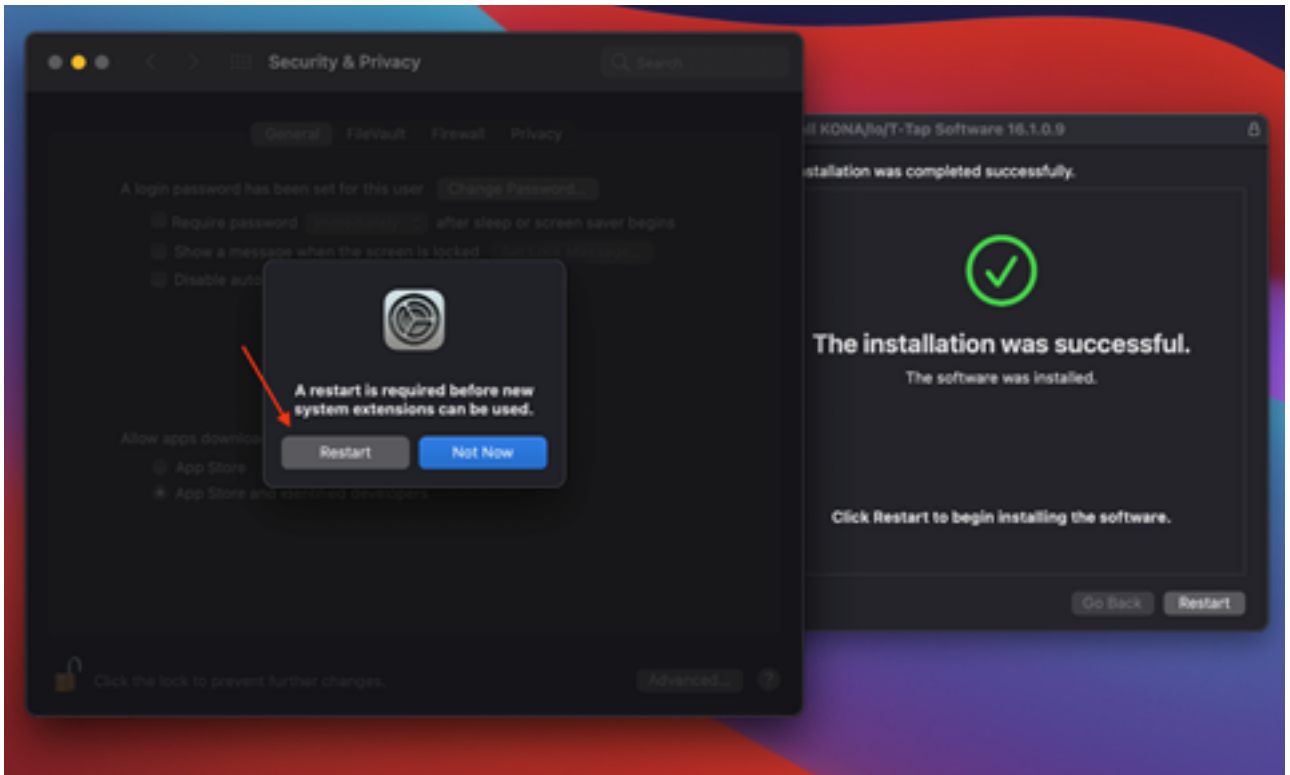 Security & Privacy
Search
General FileVault Firewall Privacy
A login password has been set for this user Change Password...
Require password after sleep or screen saver begins
Show a message when the screen is locked
Disable auto
A restart is required before new
system extensions can be used.
Restart Not Now
Allow apps downloa
App Store
App Store and identified developers
Click the lock to prevent further changes.
Advanced... ?
ll KONA/Io/T-Tap Software 16.1.0.9
stallation was completed successfully.
The installation was successful.
The software was installed.
Click Restart to begin installing the software.
Go Back Restart